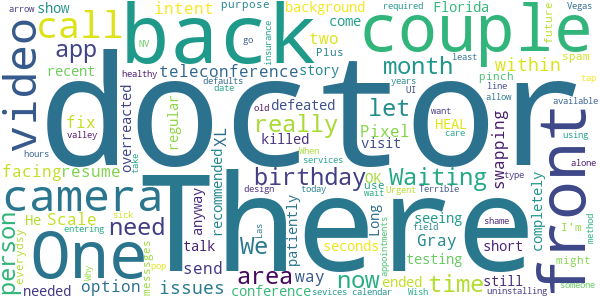 arrow show intent purpose background Florida required Vegas
call back couple future
video app two come
NV insurance go Plus within least spam
recent teleconference story month pinch tap
healthy defaults years UI
doctor
fix old defeated let HEAL allow line available
valley date really Pixel want using
overreacted regular killed visit OK care alone
facing resume birthday Waiting swapping front
hours take recommended XL When services use Urgent Terrible type
camera There
person He Scale anyway design today wait completely shame I'm
need We patiently Long seeing Gray short field method
everyday sick entering talk seconds testing might
One area way now time
messages send appointments ended still someone
needed option issues conference las
Why pop sevices calendar Wish uninstalling